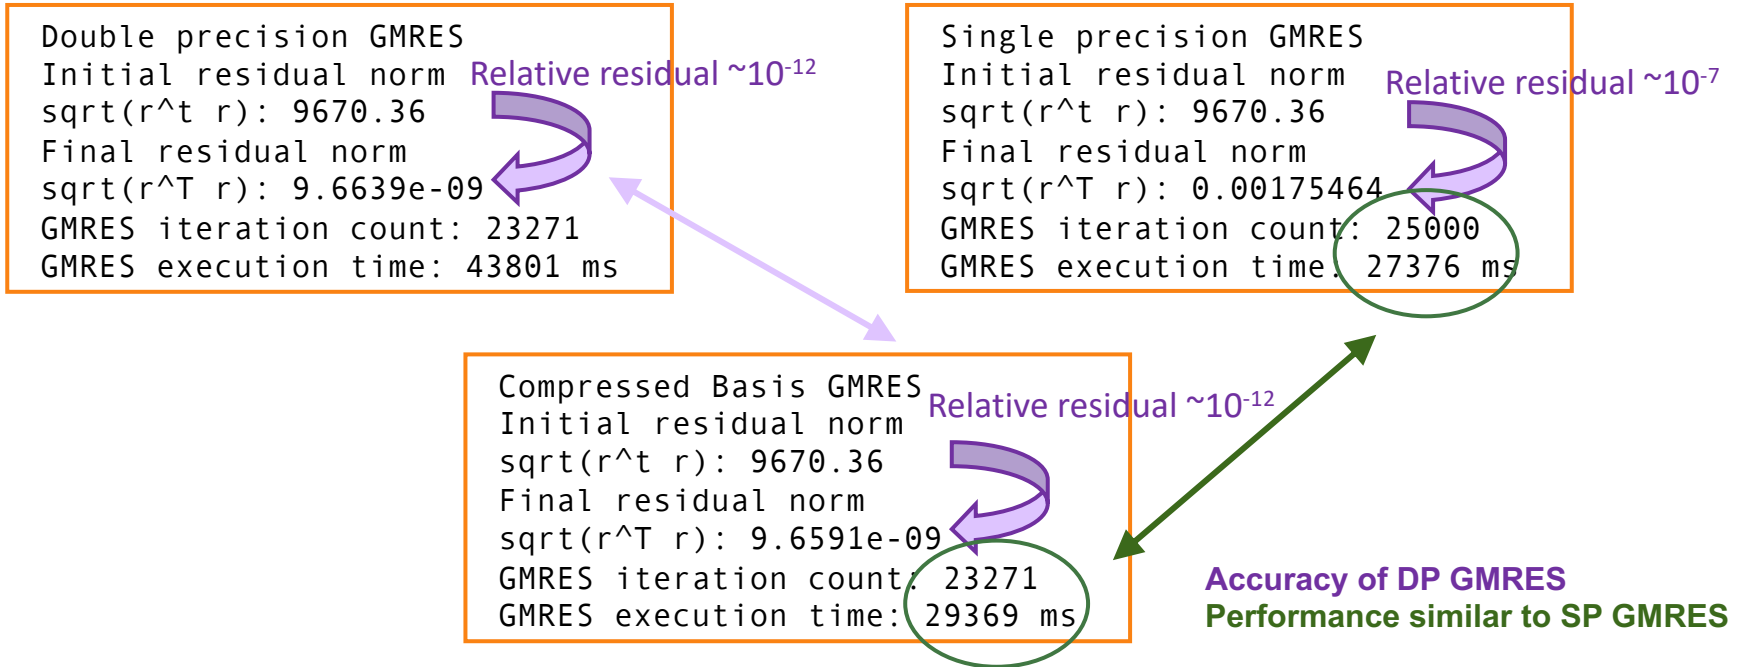 Double precision GMRES
Initial residual norm
sqrt(r^t r): 9670.36
Final residual norm
sqrt(r^T r): 9.6639e-09
GMRES iteration count: 23271
GMRES execution time: 43801 ms
Relative residual ~10⁻¹²
Single precision GMRES
Initial residual norm
sqrt(r^t r): 9670.36
Final residual norm
sqrt(r^T r): 0.00175464
GMRES iteration count: 25000
GMRES execution time: 27376 ms
Relative residual ~10⁻⁷
Compressed Basis GMRES
Initial residual norm
sqrt(r^t r): 9670.36
Final residual norm
sqrt(r^T r): 9.6591e-09
GMRES iteration count: 23271
GMRES execution time: 29369 ms
Relative residual ~10⁻¹²
Accuracy of DP GMRES
Performance similar to SP GMRES